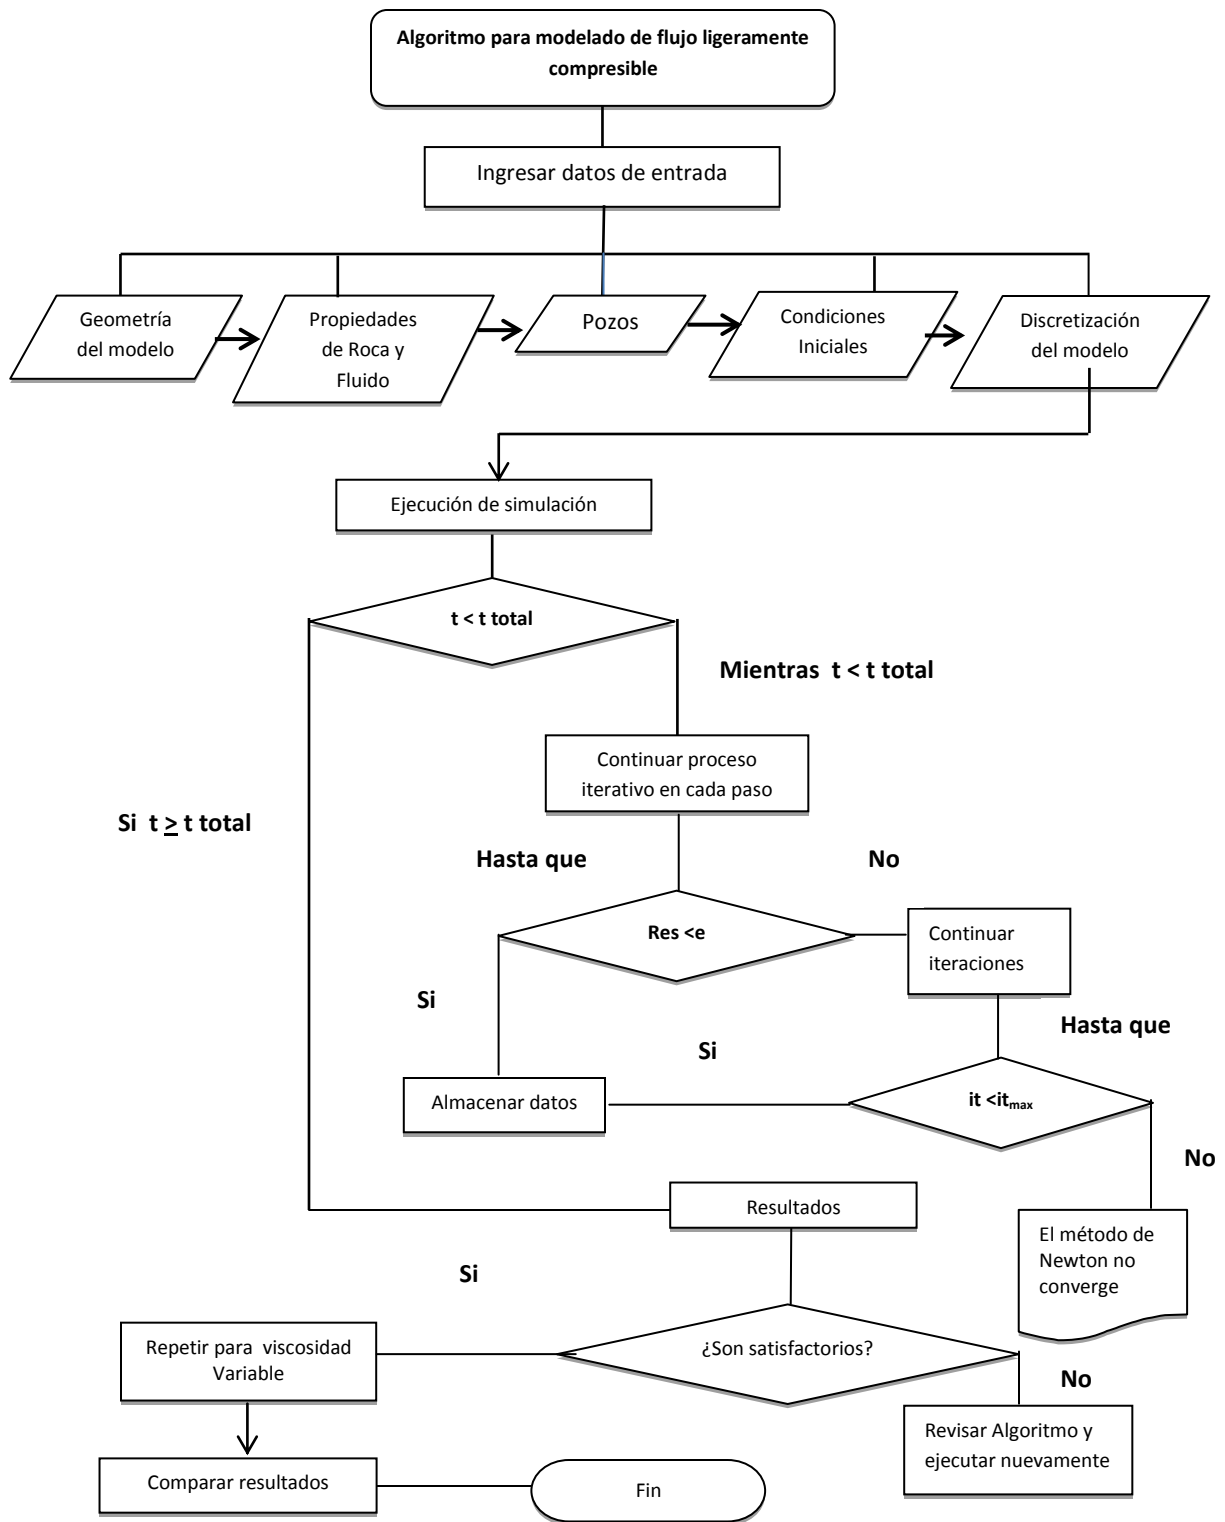 Algoritmo para modelado de flujo ligeramente
compresible
Ingresar datos de entrada
Geometría
del modelo
Propiedades
de Roca y
Fluido
Pozos
Condiciones
Iniciales
Discretización
del modelo
Ejecución de simulación
t < t total
Mientras t < t total
Continuar proceso
iterativo en cada paso
Si t ≥ t total
Hasta que
No
Res <e
Continuar
iteraciones
Si
Hasta que
Si
Almacenar datos
it <itmax
No
Resultados
El método de
Newton no
converge
Si
Repetir para viscosidad
Variable
¿Son satisfactorios?
No
Revisar Algoritmo y
ejecutar nuevamente
Comparar resultados
Fin